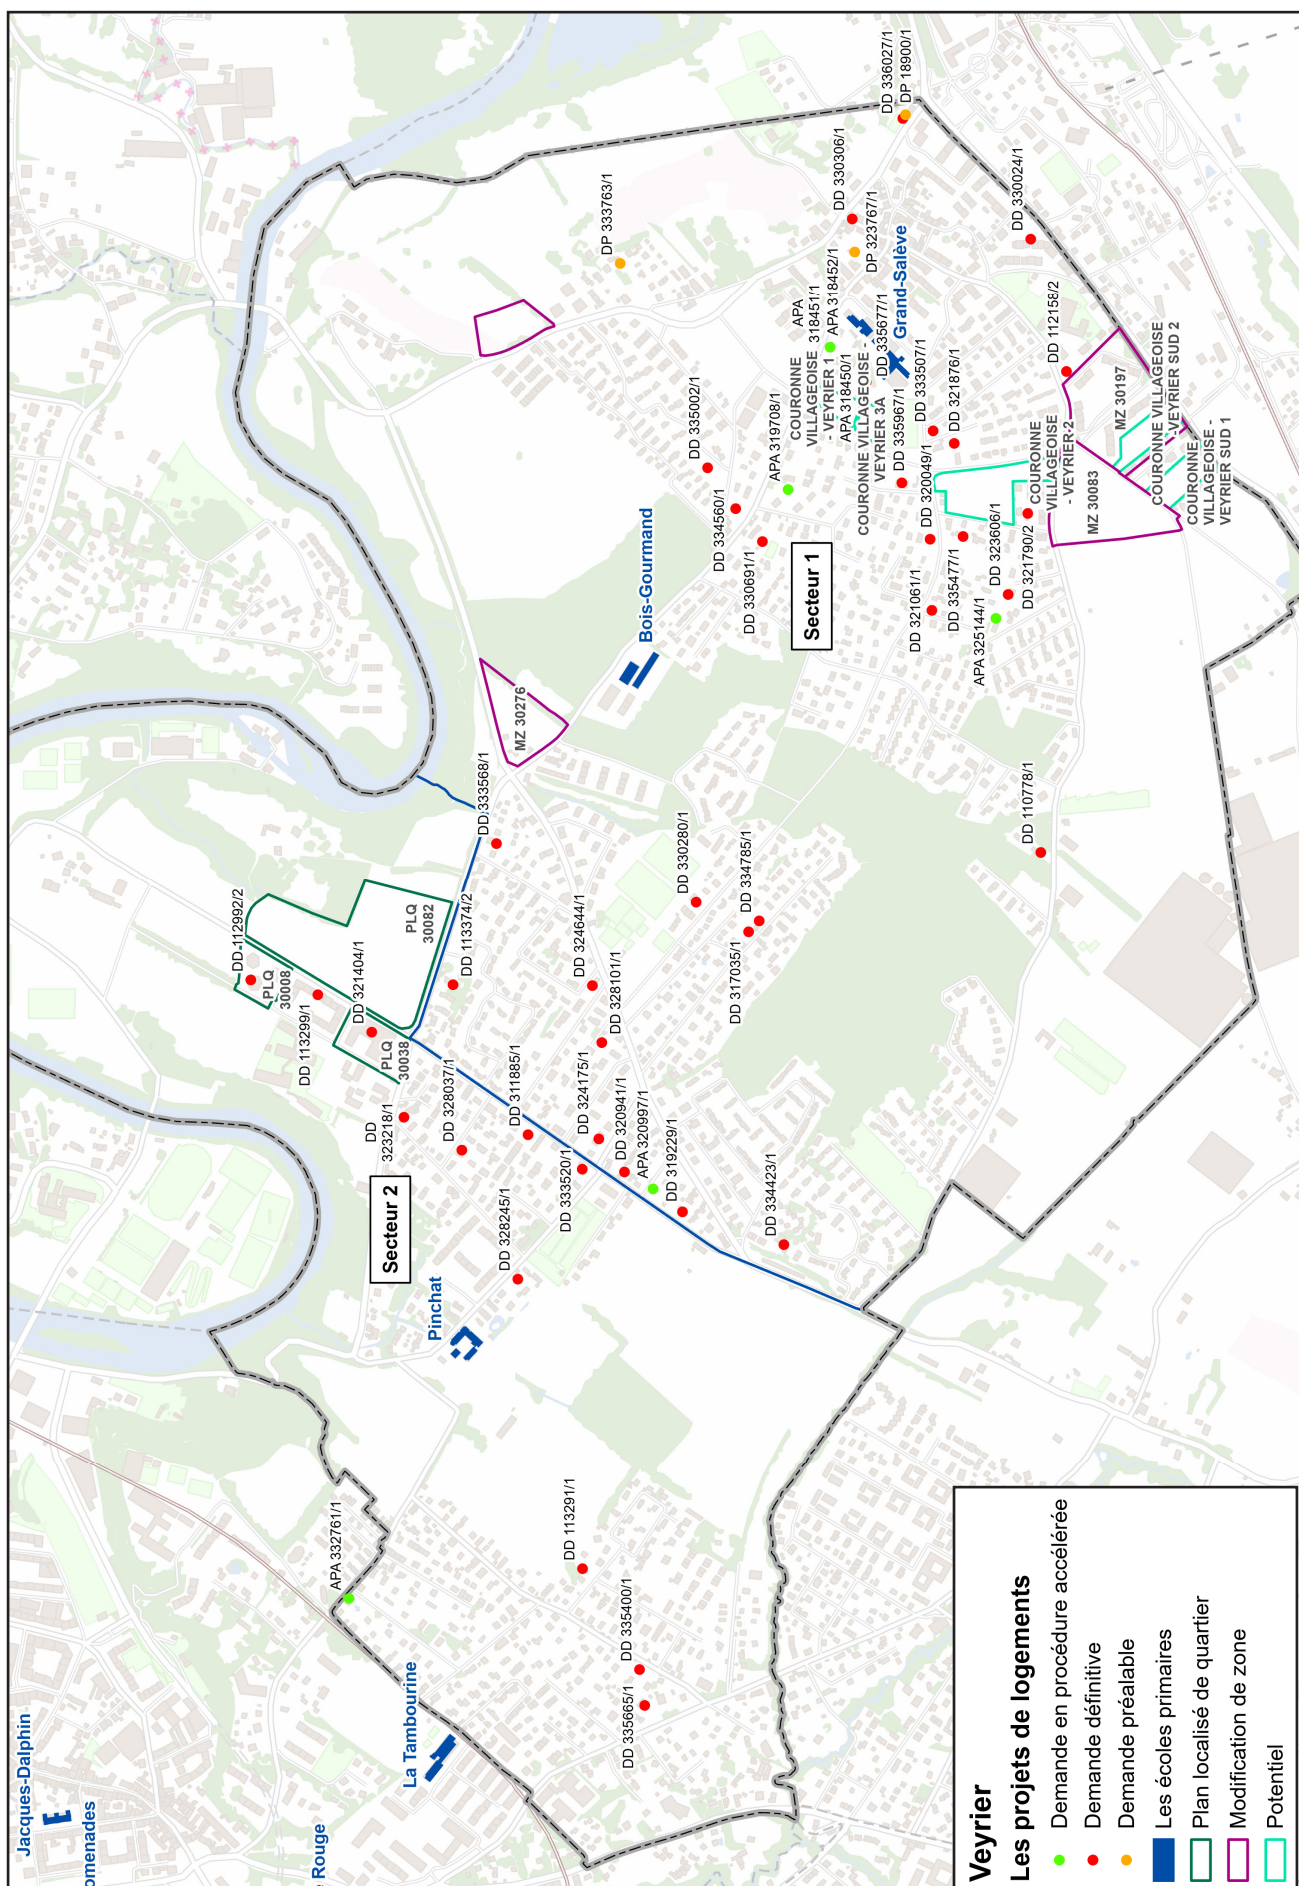 Jacques-Dalphin
omenades
Rouge
La Tambourine
APA 332761/1
DD 113291/1
DD 335400/1
DD 335665/1
Pinchat
Secteur 2
DD 328245/1
DD
323218/1
DD 328037/1
DD 311885/1
DD 333520/1
DD 324175/1
DD 320941/1
APA 320997/1
DD 319229/1
DD 334423/1
DD 112992/2
PLQ
30008
DD 113299/1
DD 321404/1
PLQ
30038
PLQ
30082
DD 113374/2
DD 333568/1
DD 324644/1
DD 328101/1
DD 330280/1
DD 334785/1
DD 317035/1
DD 110778/1
MZ 30276
Bois-Gourmand
Secteur 1
DD 335002/1
DD 334560/1
DD 330691/1
APA 319708/1
COURONNE
VILLAGEOISE
- VEYRIER 1
APA
318451/1
APA 318452/1
APA 318450/1
COURONNE VILLAGEOISE -
VEYRIER 3A
DD 335677/1
Grand-Salève
DP 333763/1
DD 330306/1
DP 323767/1
DD 336027/1
DP 18900/1
DD 330024/1
DD 112158/2
DD 335967/1
DD 333507/1
DD 321876/1
DD 320049/1
DD 321061/1
DD 335477/1
APA 325144/1
DD 323606/1
DD 321790/2
COURONNE
VILLAGEOISE
- VEYRIER 2
MZ 30083
MZ 30197
COURONNE VILLAGEOISE
-VEYRIER SUD 2
COURONNE
VILLAGEOISE -
VEYRIER SUD 1
Veyrier
Les projets de logements
Demande en procédure accélérée
Demande définitive
Demande préalable
Les écoles primaires
Plan localisé de quartier
Modification de zone
Potentiel